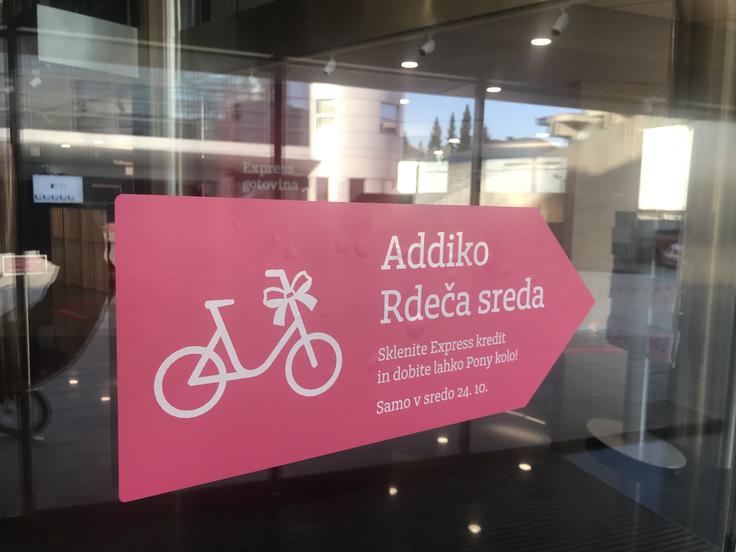 Express
gotovina
Addiko
Rdeča sreda
Sklenite Express kredit
in dobite lahko Pony kolo!
Samo v sredo 24. 10.